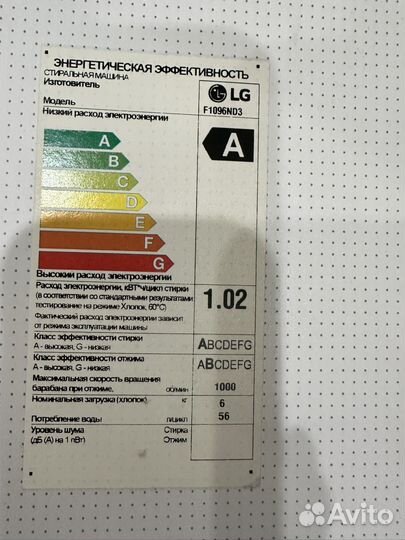 ЭНЕРГЕТИЧЕСКАЯ ЭФФЕКТИВНОСТЬ
СТИРАЛЬНАЯ МАШИНА
Изготовитель
LG
Модель
F1096ND3
Низкий расход электроэнергии
A
A
B
C
D
E
F
G
Высокий расход электроэнергии
Расход электроэнергии, кВТ*ч/цикл стирки
(в соответствии со стандартными результатами
тестирование на режиме Хлопок, 60°C)
1.02
Фактический расход электроэнергии зависит
от режима эксплуатации машины
Класс эффективности стирки
A - высокая, G - низкая
ABCDEFG
Класс эффективности отжима
A - высокая, G - низкая
ABCDEFG
Максимальная скорость вращения
барабана при отжиме. об/мин
1000
Номинальная загрузка (хлопок) кг
6
Потребление воды л\цикл
56
Уровень шума Стирка
(дБ (A) на 1 пВт) Отжим
Avito